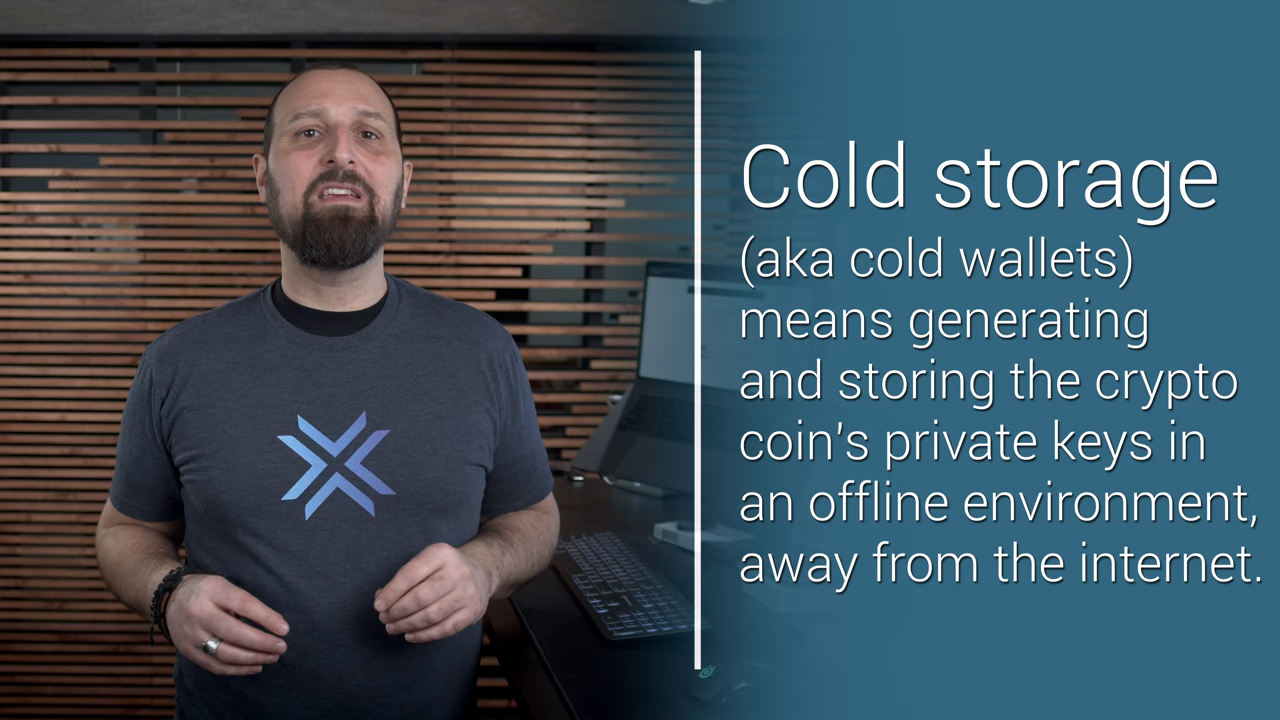 Cold storage
(aka cold wallets)
means generating
and storing the crypto
coin's private keys in
an offline environment,
away from the internet.